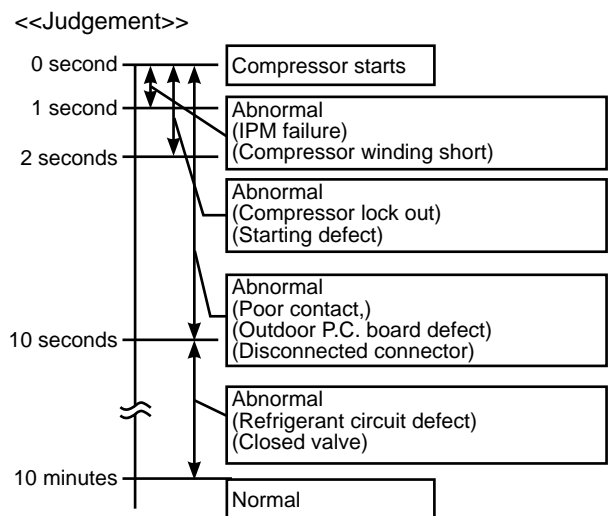 <<Judgement>>
0 second
Compressor starts
1 second
Abnormal
(IPM failure)
(Compressor winding short)
2 seconds
Abnormal
(Compressor lock out)
(Starting defect)
Abnormal
(Poor contact,)
(Outdoor P.C. board defect)
(Disconnected connector)
10 seconds
Abnormal
(Refrigerant circuit defect)
(Closed valve)
10 minutes
Normal